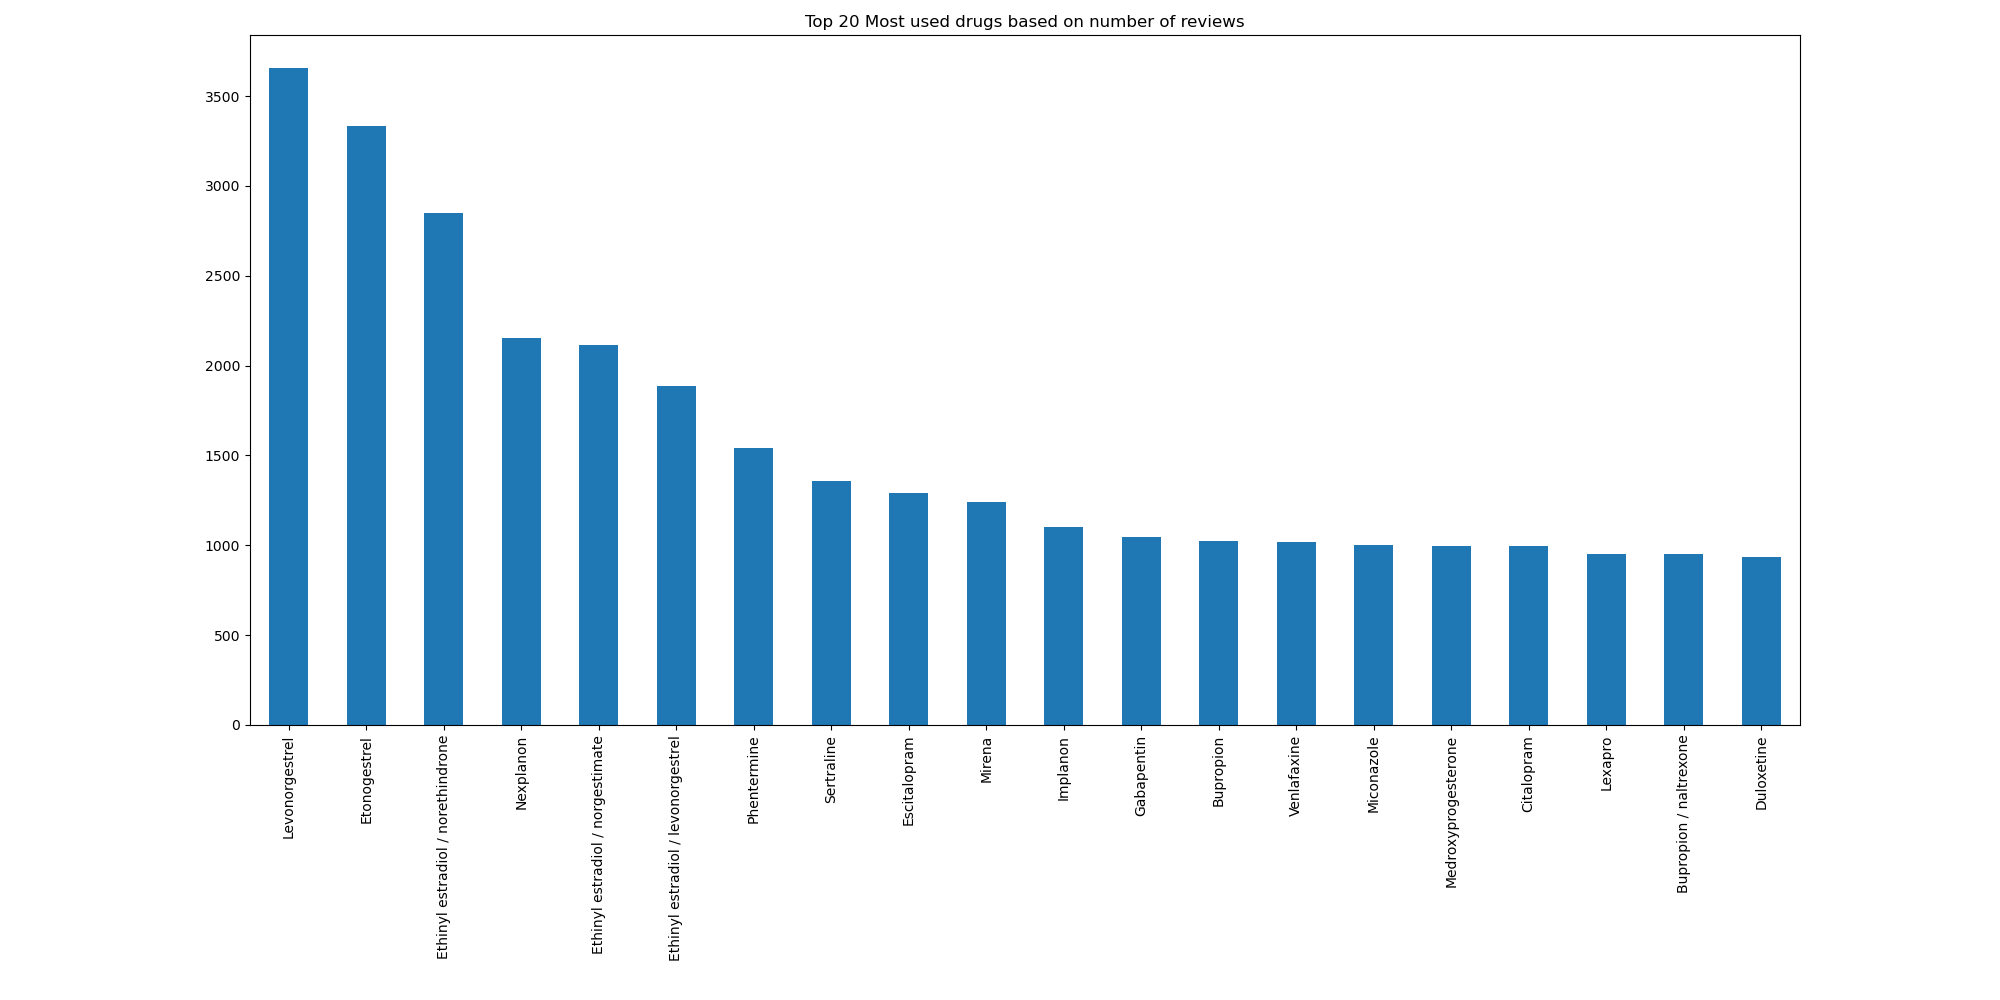 Top 20 Most used drugs based on number of reviews
3500
3000
2500
2000
1500
1000
500
0
Levonorgestrel
Etonogestrel
Ethinyl estradiol / norethindrone
Nexplanon
Ethinyl estradiol / norgestimate
Ethinyl estradiol / levonorgestrel
Phentermine
Sertraline
Escitalopram
Mirena
Implanon
Gabapentin
Bupropion
Venlafaxine
Miconazole
Medroxyprogesterone
Citalopram
Lexapro
Bupropion / naltrexone
Duloxetine